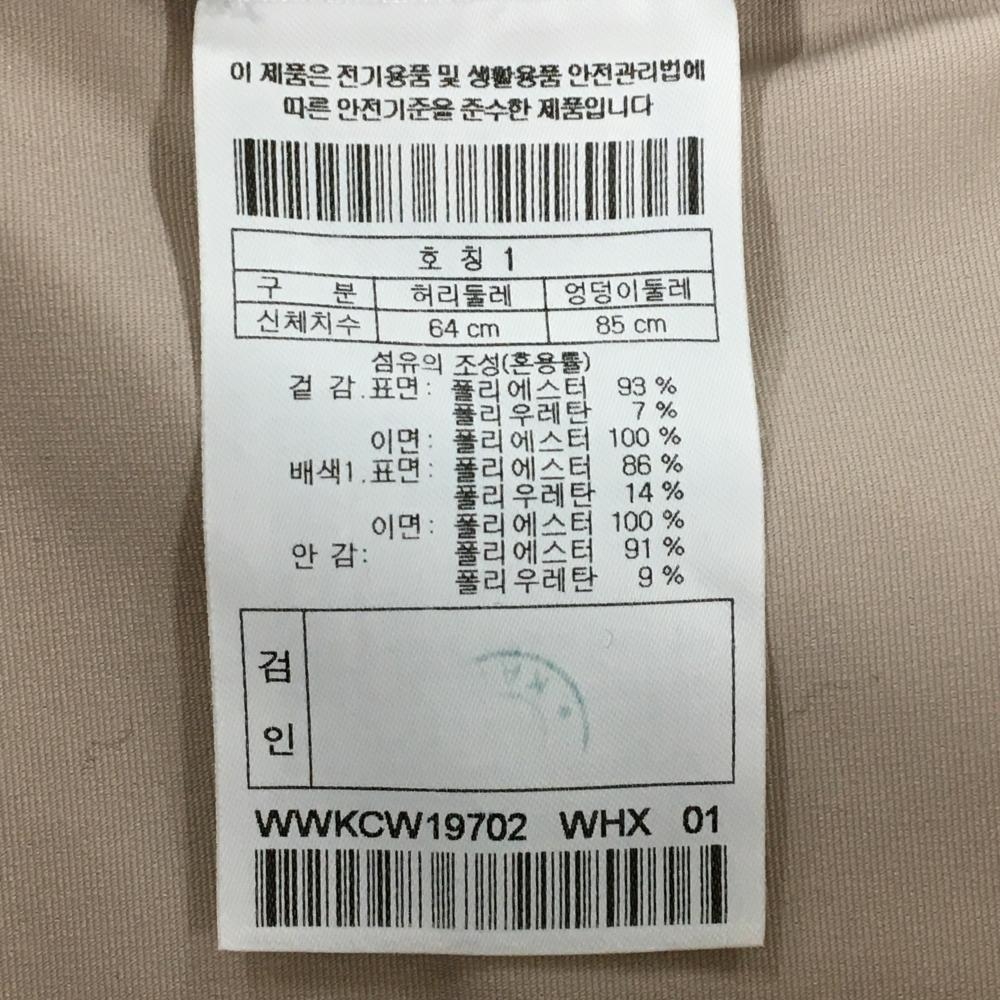 이 제품은 전기용품 및 생활용품 안전관리법에
따른 안전기준을 준수한 제품입니다
호 칭 1
구 분 허리둘레 엉덩이둘레
신체치수 64 cm 85 cm
섬유의 조성(혼용률)
겉 감.표면: 폴리에스터 93 %
폴리우레탄 7 %
이면: 폴리에스터 100 %
배색1.표면: 폴리에스터 86 %
폴리우레탄 14 %
이면: 폴리에스터 100 %
안 감: 폴리에스터 91 %
폴리우레탄 9 %
검
인
WWKCW19702 WHX 01